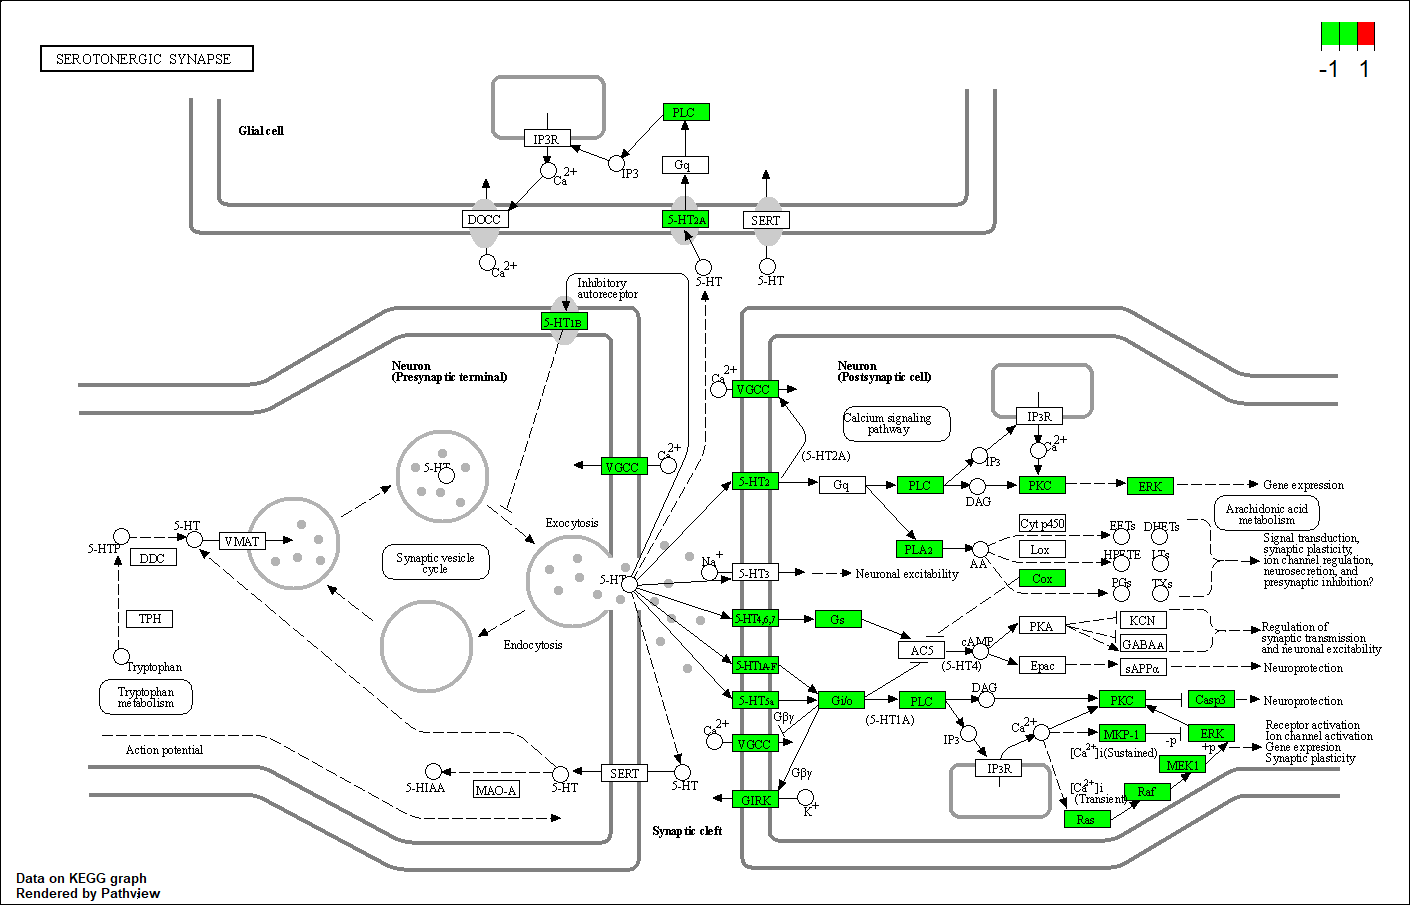 SEROTONERGIC SYNAPSE
-1 1
Glial cell
PLC
IP3R
Gq
IP3
Ca2+
DOCC
5-HT2A
SERT
Ca2+
5-HT
5-HT
Inhibitory
autoreceptor
5-HT1B
Neuron
(Presynaptic terminal)
Neuron
(Postsynaptic cell)
Ca2+
VGCC
Calcium signaling
pathway
IP3R
Ca2+
(5-HT2A)
IP3
5-HT
VGCC
Ca2+
5-HT2
Gq
PLC
DAG
PKC
ERK
Gene expression
Arachidonic acid
metabolism
Exocytosis
Cyt p450
EETs
DHETs
5-HT
5-HTP
DDC
VMAT
Synaptic vesicle
cycle
PLA2
AA
Lox
HPETE
LTs
Signal transduction,
synaptic plasticity,
ion channel regulation,
neurosecretion, and
presynaptic inhibition?
Na+
5-HT
5-HT3
Neuronal excitability
Cox
PGs
TXs
TPH
5-HT4,6,7
Gs
cAMP
PKA
KCN
GABAA
Regulation of
synaptic transmission
and neuronal excitability
Endocytosis
AC5
(5-HT4)
Epac
sAPPα
Neuroprotection
Tryptophan
5-HT1A-F
Tryptophan
metabolism
5-HT5a
Gi/o
PLC
(5-HT1A)
DAG
PKC
Casp3
Neuroprotection
Gβγ
Ca2+
VGCC
IP3
Ca2+
MKP-1
-p
ERK
+p
Receptor activation
Ion channel activation
Gene expresion
Synaptic plasticity
Action potential
[Ca2+]i(Sustained)
MEK1
IP3R
5-HIAA
MAO-A
5-HT
SERT
5-HT
Gβγ
[Ca2+]i
(Transient)
Raf
GIRK
K+
Ras
Synaptic cleft
Data on KEGG graph
Rendered by Pathview